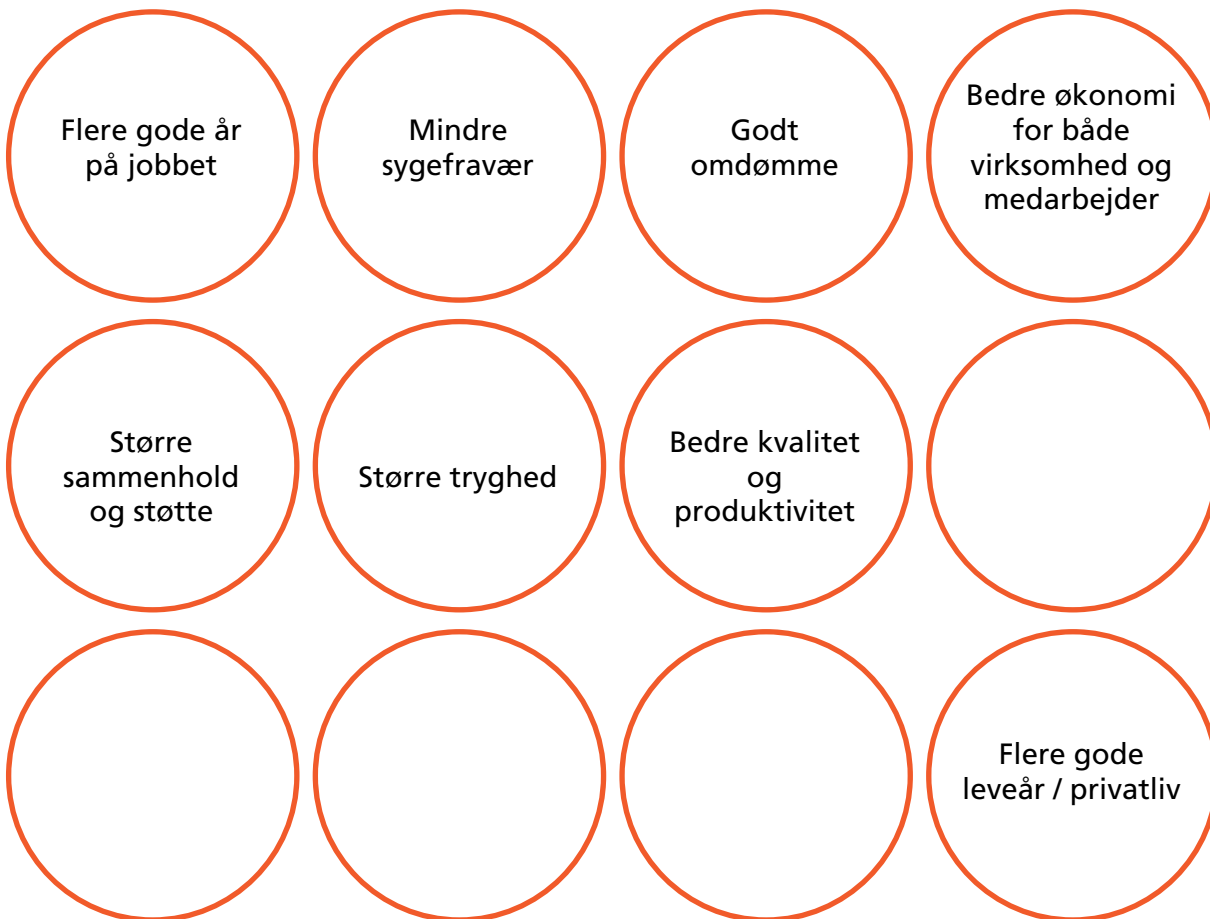 Flere gode år
på jobbet
Mindre
sygefravær
Godt
omdømme
Bedre økonomi
for både
virksomhed og
medarbejder
Større
sammenhold
og støtte
Større tryghed
Bedre kvalitet
og
produktivitet
Flere gode
leveår / privatliv